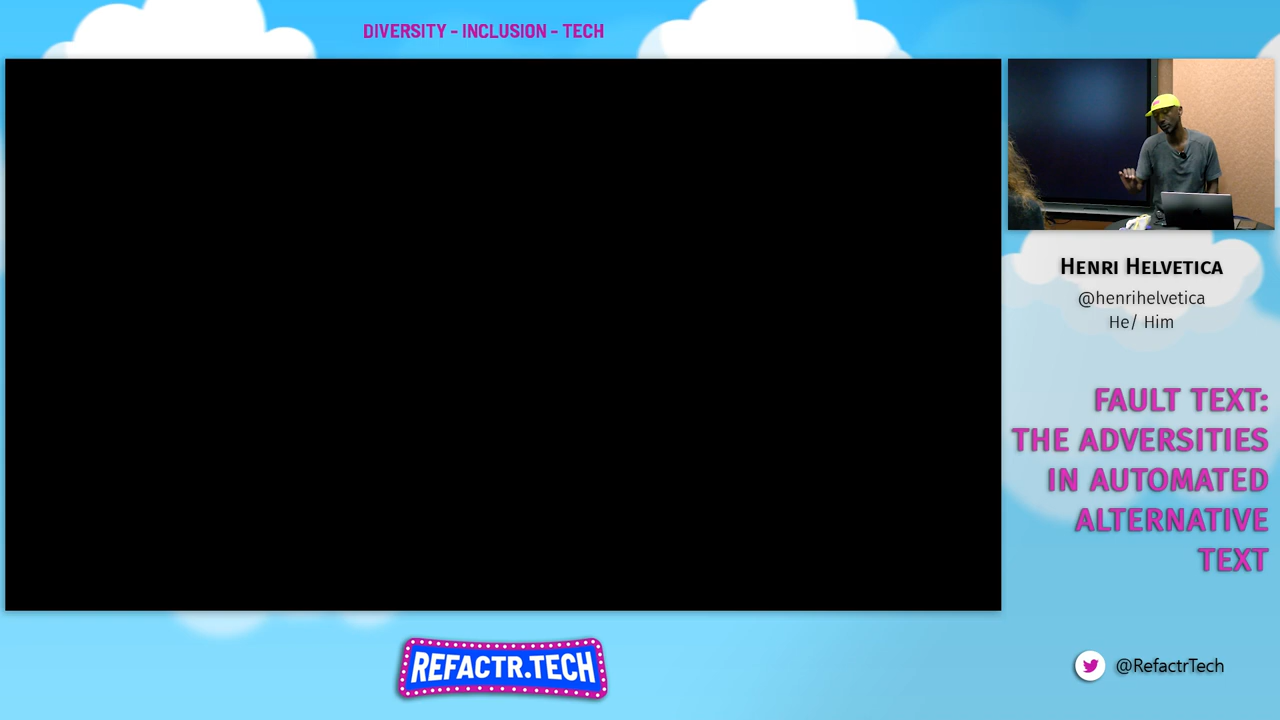 DIVERSITY - INCLUSION - TECH
HENRI HELVETICA
@henrihelvetica
He/ Him
FAULT TEXT:
THE ADVERSITIES
IN AUTOMATED
ALTERNATIVE
TEXT
REFACTR.TECH
@RefactrTech